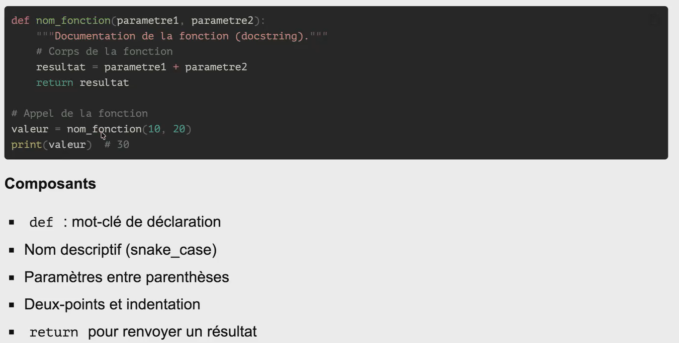 def nom_fonction(parametre1, parametre2):
    """Documentation de la fonction (docstring)."""
    # Corps de la fonction
    resultat = parametre1 + parametre2
    return resultat

# Appel de la fonction
valeur = nom_fonction(10, 20)
print(valeur)  # 30
Composants
▪ def : mot-clé de déclaration
▪ Nom descriptif (snake_case)
▪ Paramètres entre parenthèses
▪ Deux-points et indentation
▪ return pour renvoyer un résultat